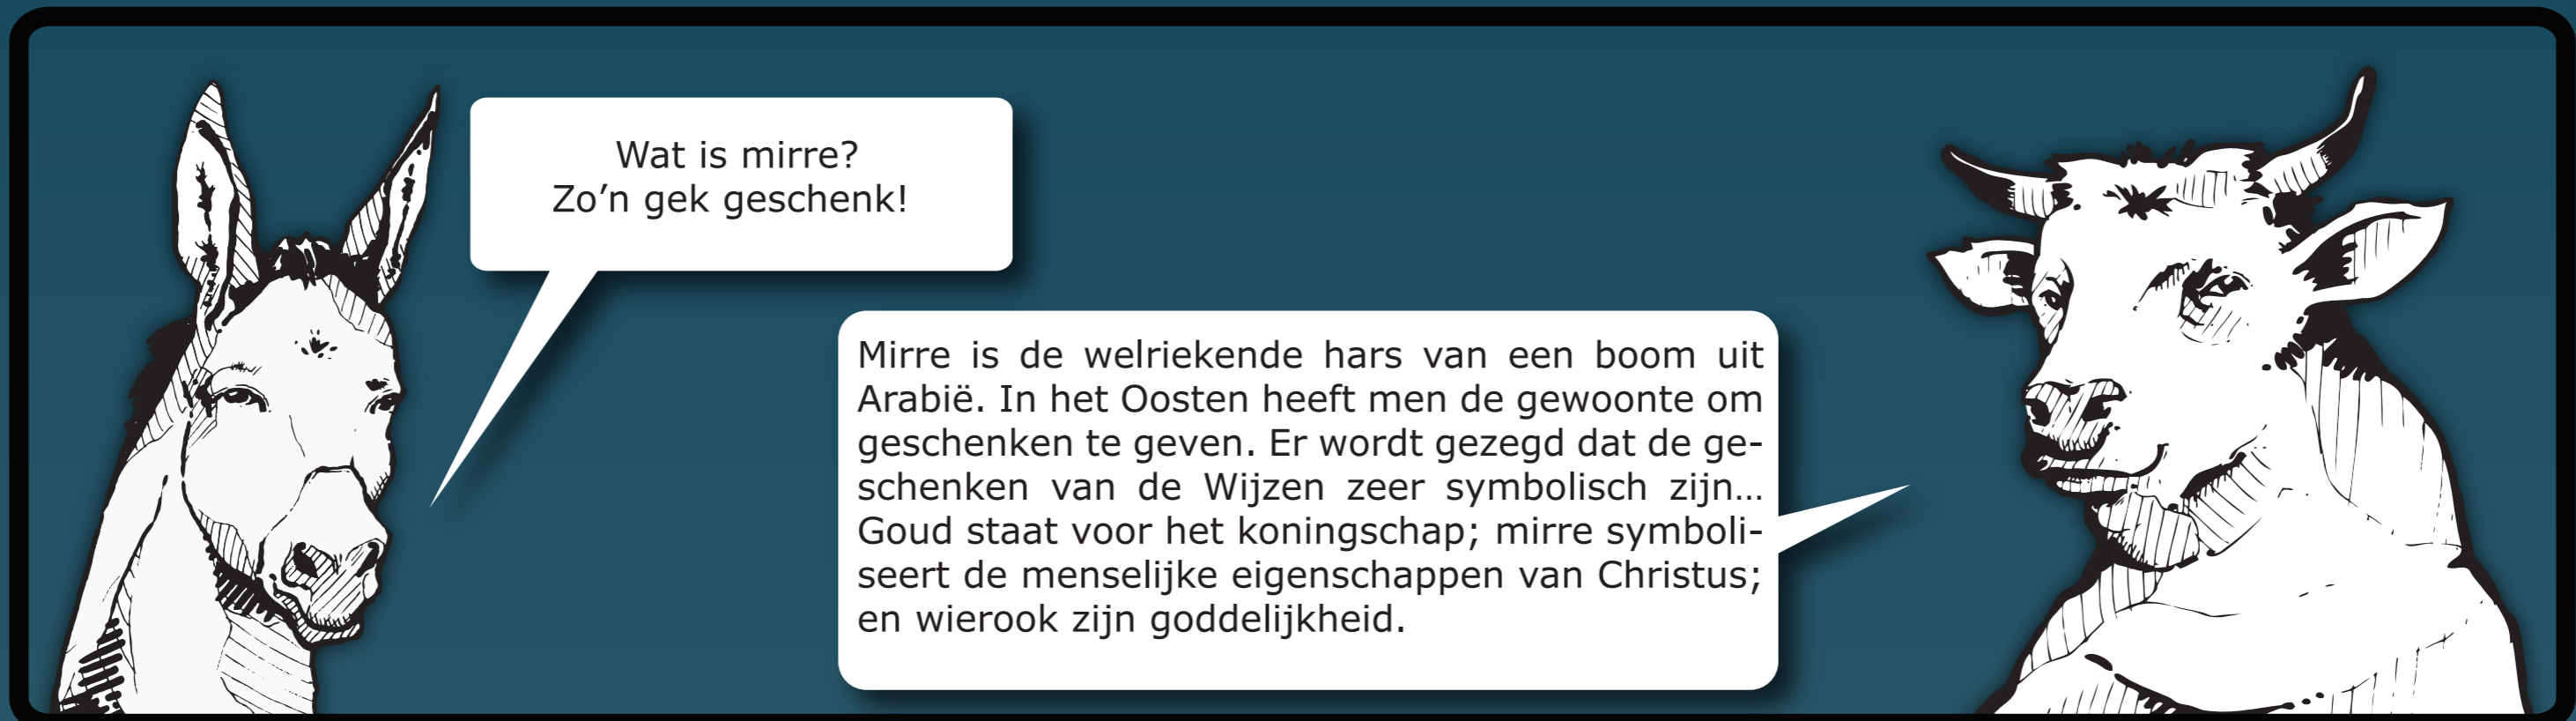 Wat is mirre?
Zo’n gek geschenk!
Mirre is de welriekende hars van een boom uit
Arabië. In het Oosten heeft men de gewoonte om
geschenken te geven. Er wordt gezegd dat de ge-
schenken van de Wijzen zeer symbolisch zijn…
Goud staat voor het koningschap; mirre symboli-
seert de menselijke eigenschappen van Christus;
en wierook zijn goddelijkheid.